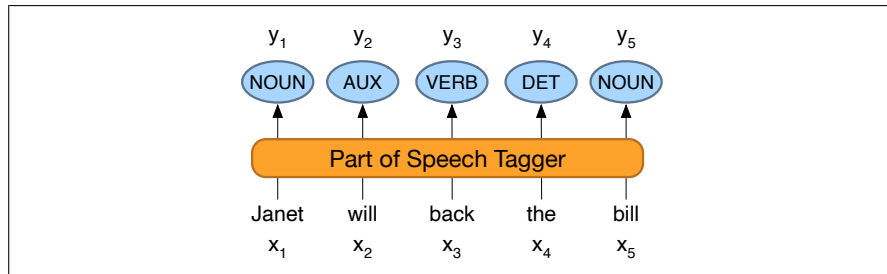 y1 y2 y3 y4 y5
NOUN AUX VERB DET NOUN
Part of Speech Tagger
Janet will back the bill
x1 x2 x3 x4 x5